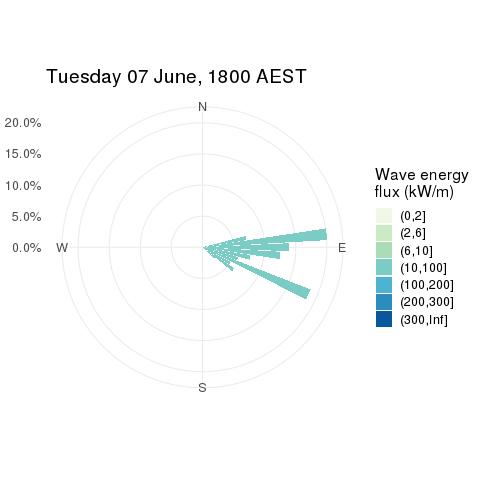 Tuesday 07 June, 1800 AEST
N
20.0%
15.0%
10.0%
5.0%
0.0%
W
E
S
Wave energy
flux (kW/m)
(0,2]
(2,6]
(6,10]
(10,100]
(100,200]
(200,300]
(300,Inf]